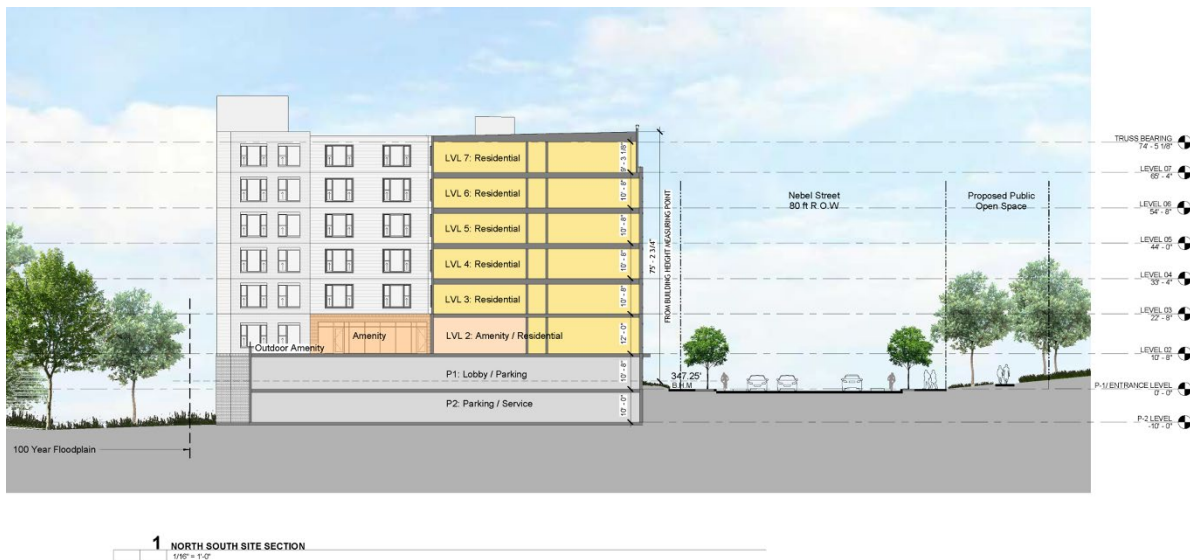 TRUSS BEARING
74' - 5 1/8"
LVL 7: Residential
9' - 3 1/8"
LEVEL 07
65' - 4"
LVL 6: Residential
10' - 8"
Nebel Street
80 ft R.O.W
Proposed Public
Open Space
LEVEL 06
54' - 8"
LVL 5: Residential
10' - 8"
LEVEL 05
44' - 0"
75' - 2 3/4"
FROM BUILDING HEIGHT MEASURING POINT
LVL 4: Residential
10' - 8"
LEVEL 04
33' - 4"
LVL 3: Residential
10' - 8"
LEVEL 03
22' - 8"
Amenity
LVL 2: Amenity / Residential
12' - 0"
Outdoor Amenity
LEVEL 02
10' - 8"
P1: Lobby / Parking
10' - 8"
347.25'
B.H.M
P-1/ ENTRANCE LEVEL
0' - 0"
P2: Parking / Service
10' - 0"
P-2 LEVEL
-10' - 0"
100 Year Floodplain
1 NORTH SOUTH SITE SECTION
1/16" = 1'-0"